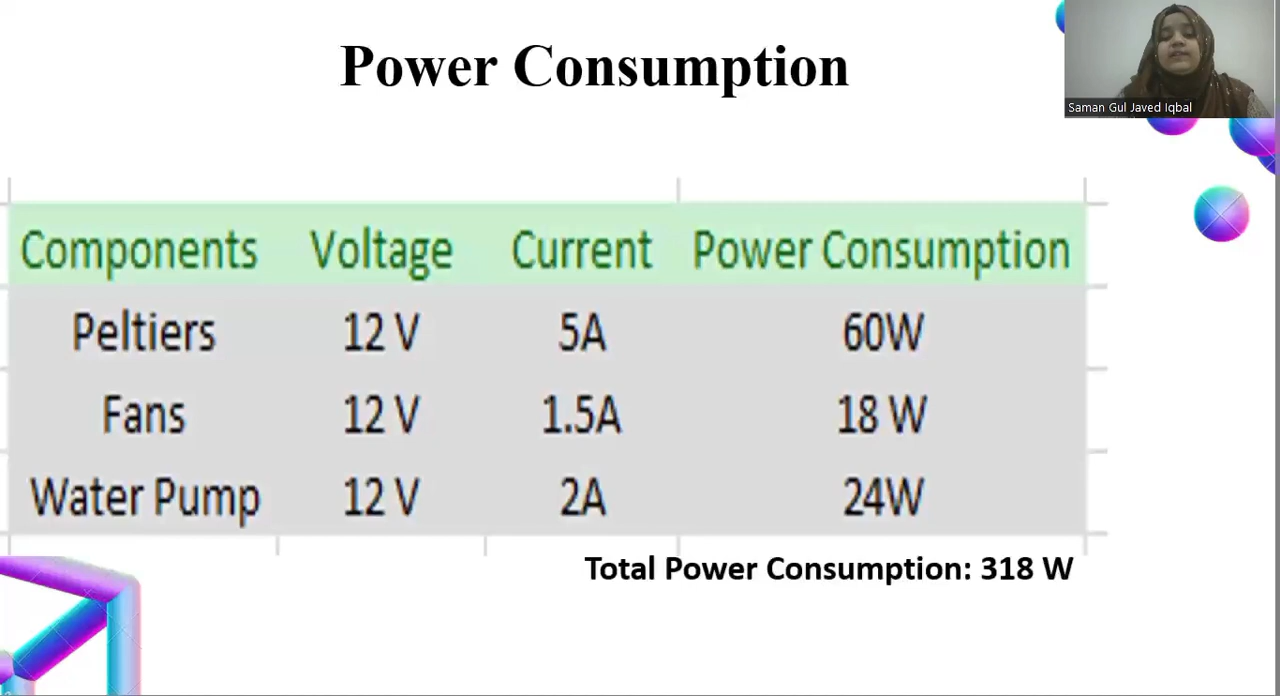 Power Consumption
Saman Gul Javed Iqbal
Components Voltage Current Power Consumption
Peltiers 12 V 5A 60W
Fans 12 V 1.5A 18 W
Water Pump 12 V 2A 24W
Total Power Consumption: 318 W